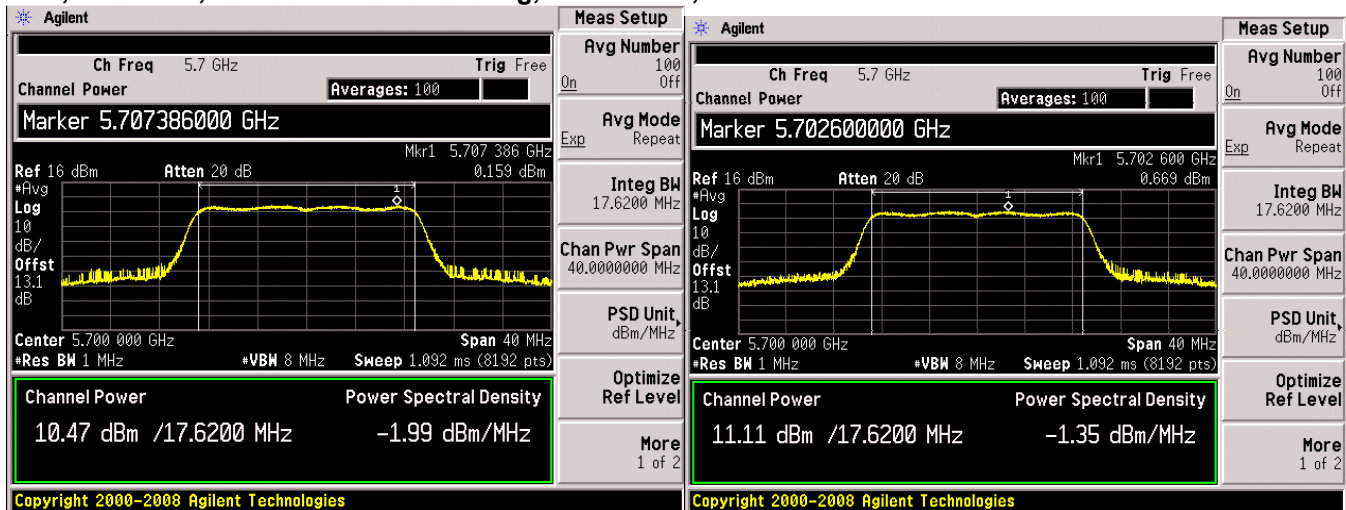 Agilent
Meas Setup
Ch Freq 5.7 GHz
Trig Free
Channel Power
Averages: 100
Marker 5.707386000 GHz
Mkr1 5.707 386 GHz
Ref 16 dBm Atten 20 dB 0.159 dBm
#Avg
Log
10
dB/
Offst
13.1
dB
1
Center 5.700 000 GHz Span 40 MHz
#Res BW 1 MHz #VBW 8 MHz Sweep 1.092 ms (8192 pts)
Channel Power Power Spectral Density
10.47 dBm /17.6200 MHz -1.99 dBm/MHz
Copyright 2000-2008 Agilent Technologies
Avg Number
100
On Off
Avg Mode
Exp Repeat
Integ BW
17.6200 MHz
Chan Pwr Span
40.0000000 MHz
PSD Unit
dBm/MHz
Optimize
Ref Level
More
1 of 2
Agilent
Meas Setup
Ch Freq 5.7 GHz
Trig Free
Channel Power
Averages: 100
Marker 5.702600000 GHz
Mkr1 5.702 600 GHz
Ref 16 dBm Atten 20 dB 0.669 dBm
#Avg
Log
10
dB/
Offst
13.1
dB
1
Center 5.700 000 GHz Span 40 MHz
#Res BW 1 MHz #VBW 8 MHz Sweep 1.092 ms (8192 pts)
Channel Power Power Spectral Density
11.11 dBm /17.6200 MHz -1.35 dBm/MHz
Copyright 2000-2008 Agilent Technologies
Avg Number
100
On Off
Avg Mode
Exp Repeat
Integ BW
17.6200 MHz
Chan Pwr Span
40.0000000 MHz
PSD Unit
dBm/MHz
Optimize
Ref Level
More
1 of 2